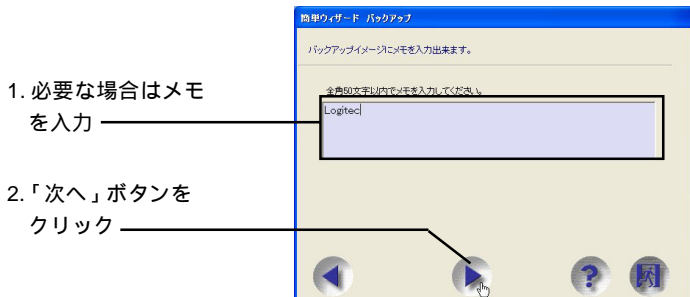 簡単ウィザード バックアップ
バックアップイメージにメモを入力出来ます。
1. 必要な場合はメモ
を入力
全角50文字以内でメモを入力してください。
Logitec
2.「次へ」ボタンを
クリック
?